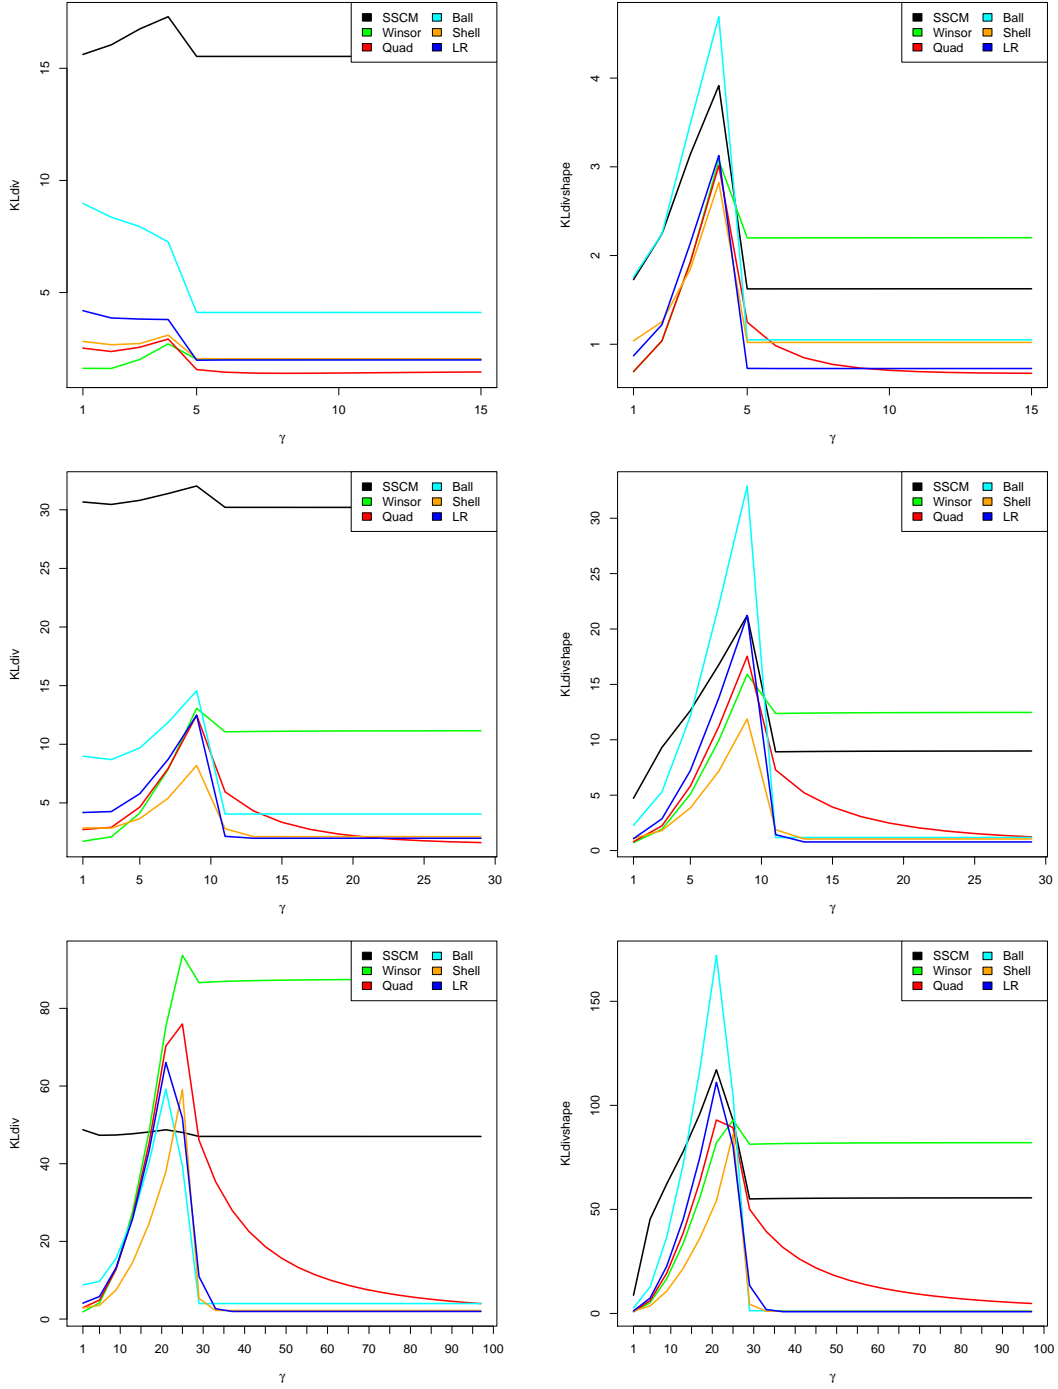 SSCM Ball
Winsor Shell
Quad LR
KLdiv
5 10 15
1 5 10 15
γ
SSCM Ball
Winsor Shell
Quad LR
KLdivshape
1 2 3 4
1 5 10 15
γ
SSCM Ball
Winsor Shell
Quad LR
KLdiv
5 10 15 20 25 30
1 5 10 15 20 25 30
γ
SSCM Ball
Winsor Shell
Quad LR
KLdivshape
0 5 10 15 20 25 30
1 5 10 15 20 25 30
γ
SSCM Ball
Winsor Shell
Quad LR
KLdiv
0 20 40 60 80
1 10 20 30 40 50 60 70 80 90 100
γ
SSCM Ball
Winsor Shell
Quad LR
KLdivshape
0 50 100 150
1 10 20 30 40 50 60 70 80 90 100
γ